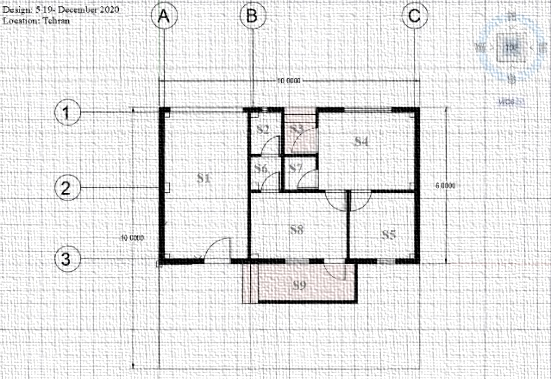 Design: 5.19- December 2020
Location: Tehran
A
B
C
10.0000
1
S2
S3
S4
S1
S6
S7
2
6.0000
S8
S5
10.0000
3
S9